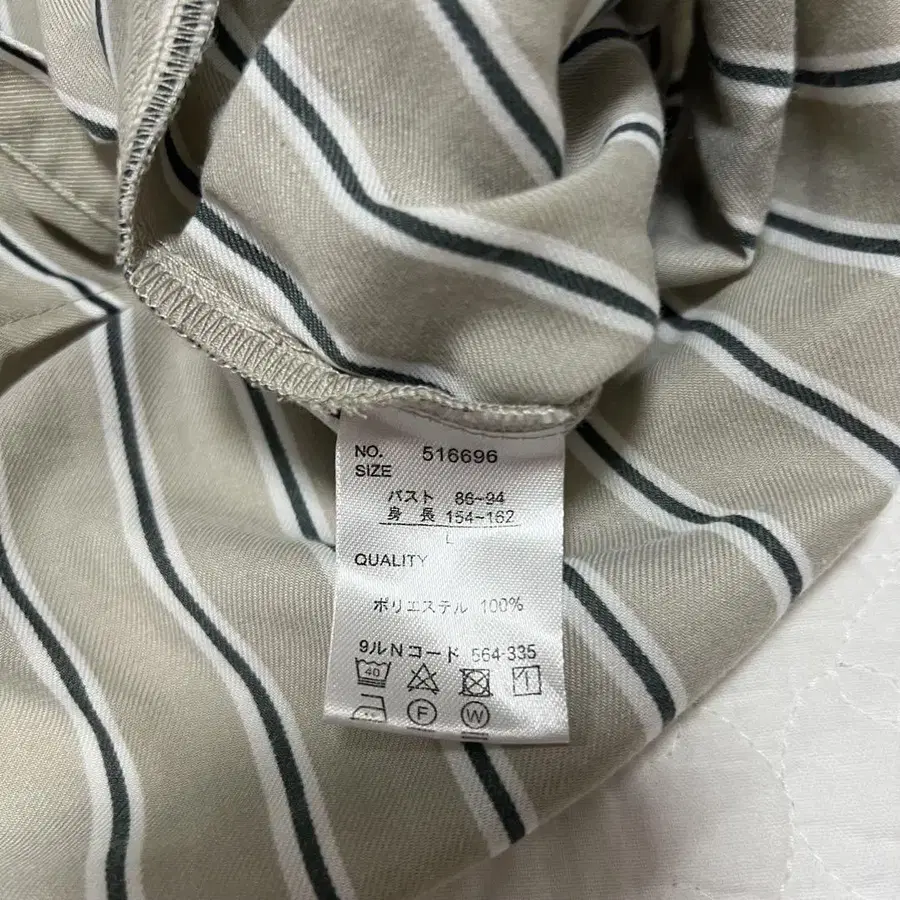 NO. 516696
SIZE
バスト 86~94
身 長 154~162
L
QUALITY
ポリエステル 100%
9ルNコード 564-335
40
F
W